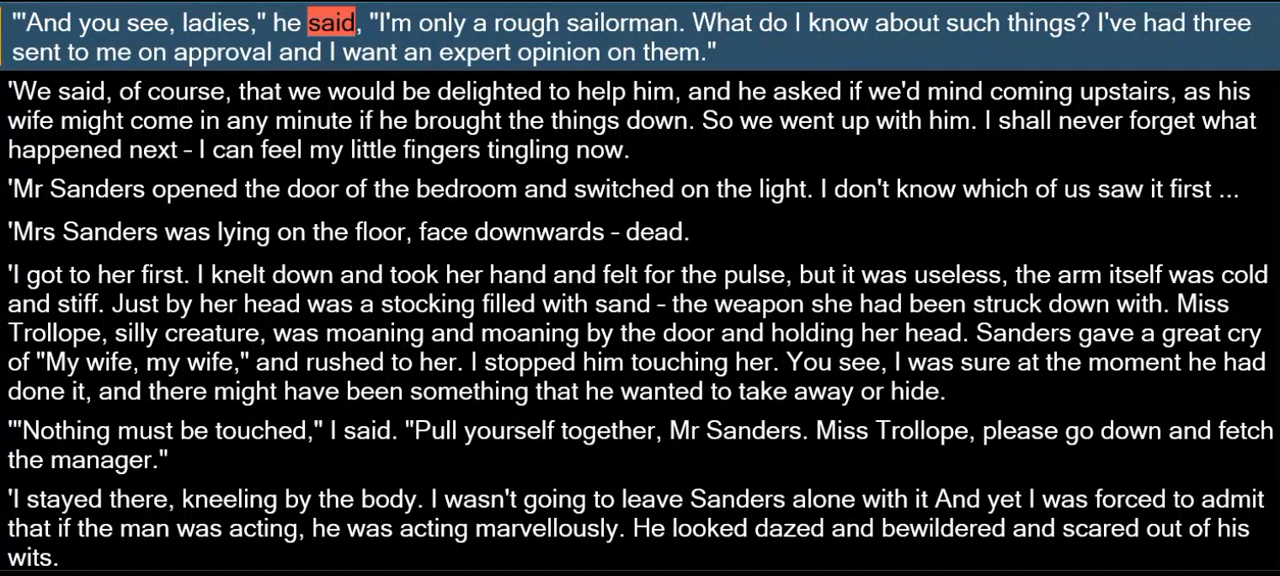 "'And you see, ladies," he said, "I'm only a rough sailorman. What do I know about such things? I've had three
sent to me on approval and I want an expert opinion on them."
'We said, of course, that we would be delighted to help him, and he asked if we'd mind coming upstairs, as his
wife might come in any minute if he brought the things down. So we went up with him. I shall never forget what
happened next – I can feel my little fingers tingling now.
'Mr Sanders opened the door of the bedroom and switched on the light. I don't know which of us saw it first ...
'Mrs Sanders was lying on the floor, face downwards – dead.
'I got to her first. I knelt down and took her hand and felt for the pulse, but it was useless, the arm itself was cold
and stiff. Just by her head was a stocking filled with sand – the weapon she had been struck down with. Miss
Trollope, silly creature, was moaning and moaning by the door and holding her head. Sanders gave a great cry
of "My wife, my wife," and rushed to her. I stopped him touching her. You see, I was sure at the moment he had
done it, and there might have been something that he wanted to take away or hide.
'"Nothing must be touched," I said. "Pull yourself together, Mr Sanders. Miss Trollope, please go down and fetch
the manager."
'I stayed there, kneeling by the body. I wasn't going to leave Sanders alone with it And yet I was forced to admit
that if the man was acting, he was acting marvellously. He looked dazed and bewildered and scared out of his
wits.